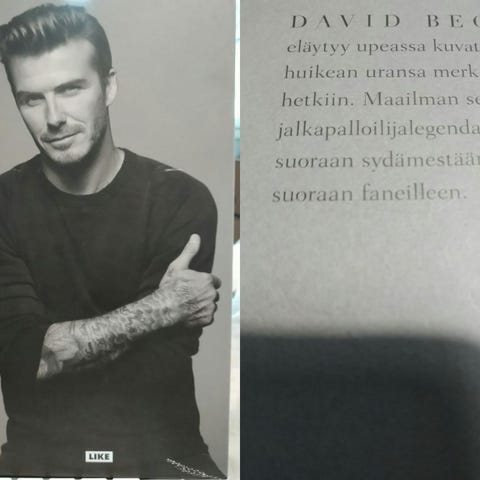 LIKE
DAVID BEC
eläytyy upeassa kuvat
huikean uransa merk
hetkiin. Maailman se
jalkapalloilijalegenda
suoraan sydämestään
suoraan faneilleen.